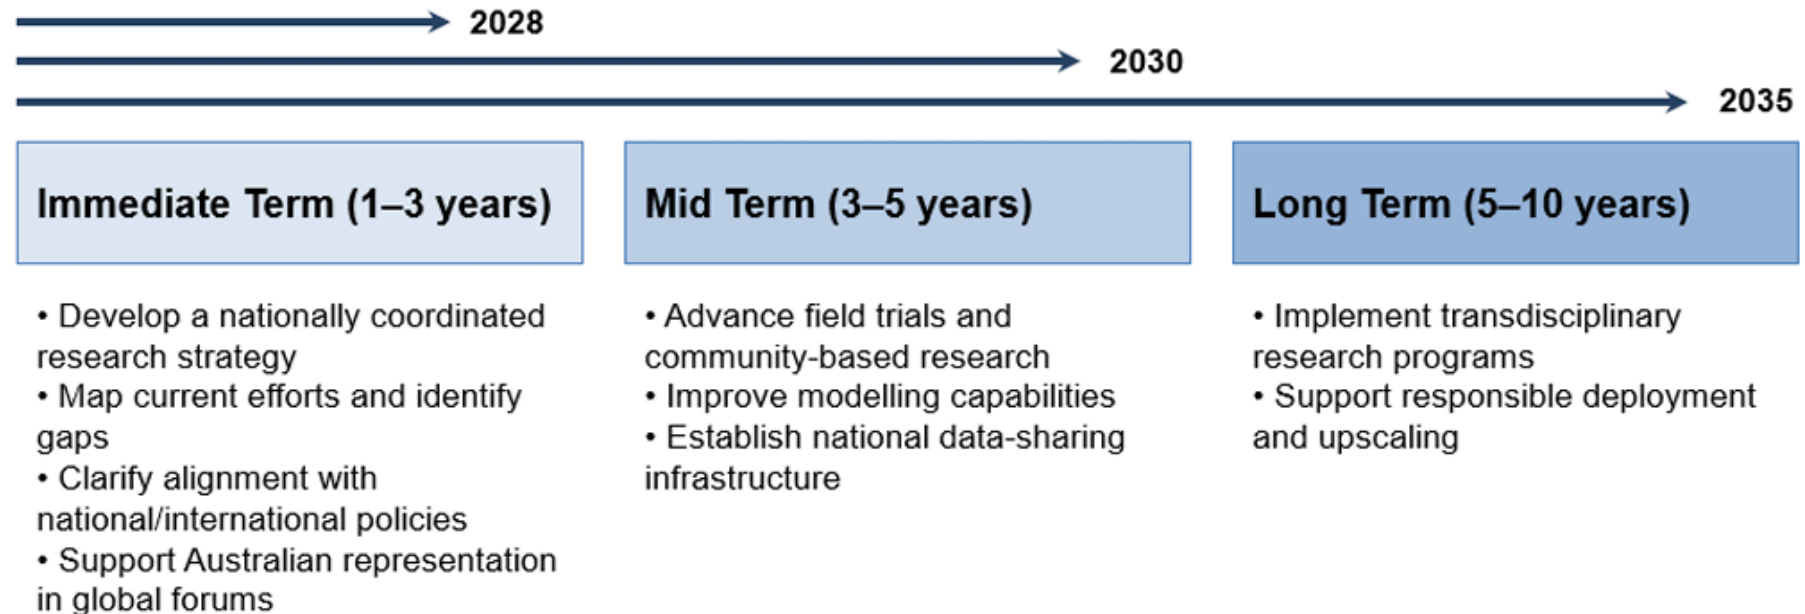 2028
2030
2035
Immediate Term (1–3 years)
• Develop a nationally coordinated
research strategy
• Map current efforts and identify
gaps
• Clarify alignment with
national/international policies
• Support Australian representation
in global forums
Mid Term (3–5 years)
• Advance field trials and
community-based research
• Improve modelling capabilities
• Establish national data-sharing
infrastructure
Long Term (5–10 years)
• Implement transdisciplinary
research programs
• Support responsible deployment
and upscaling